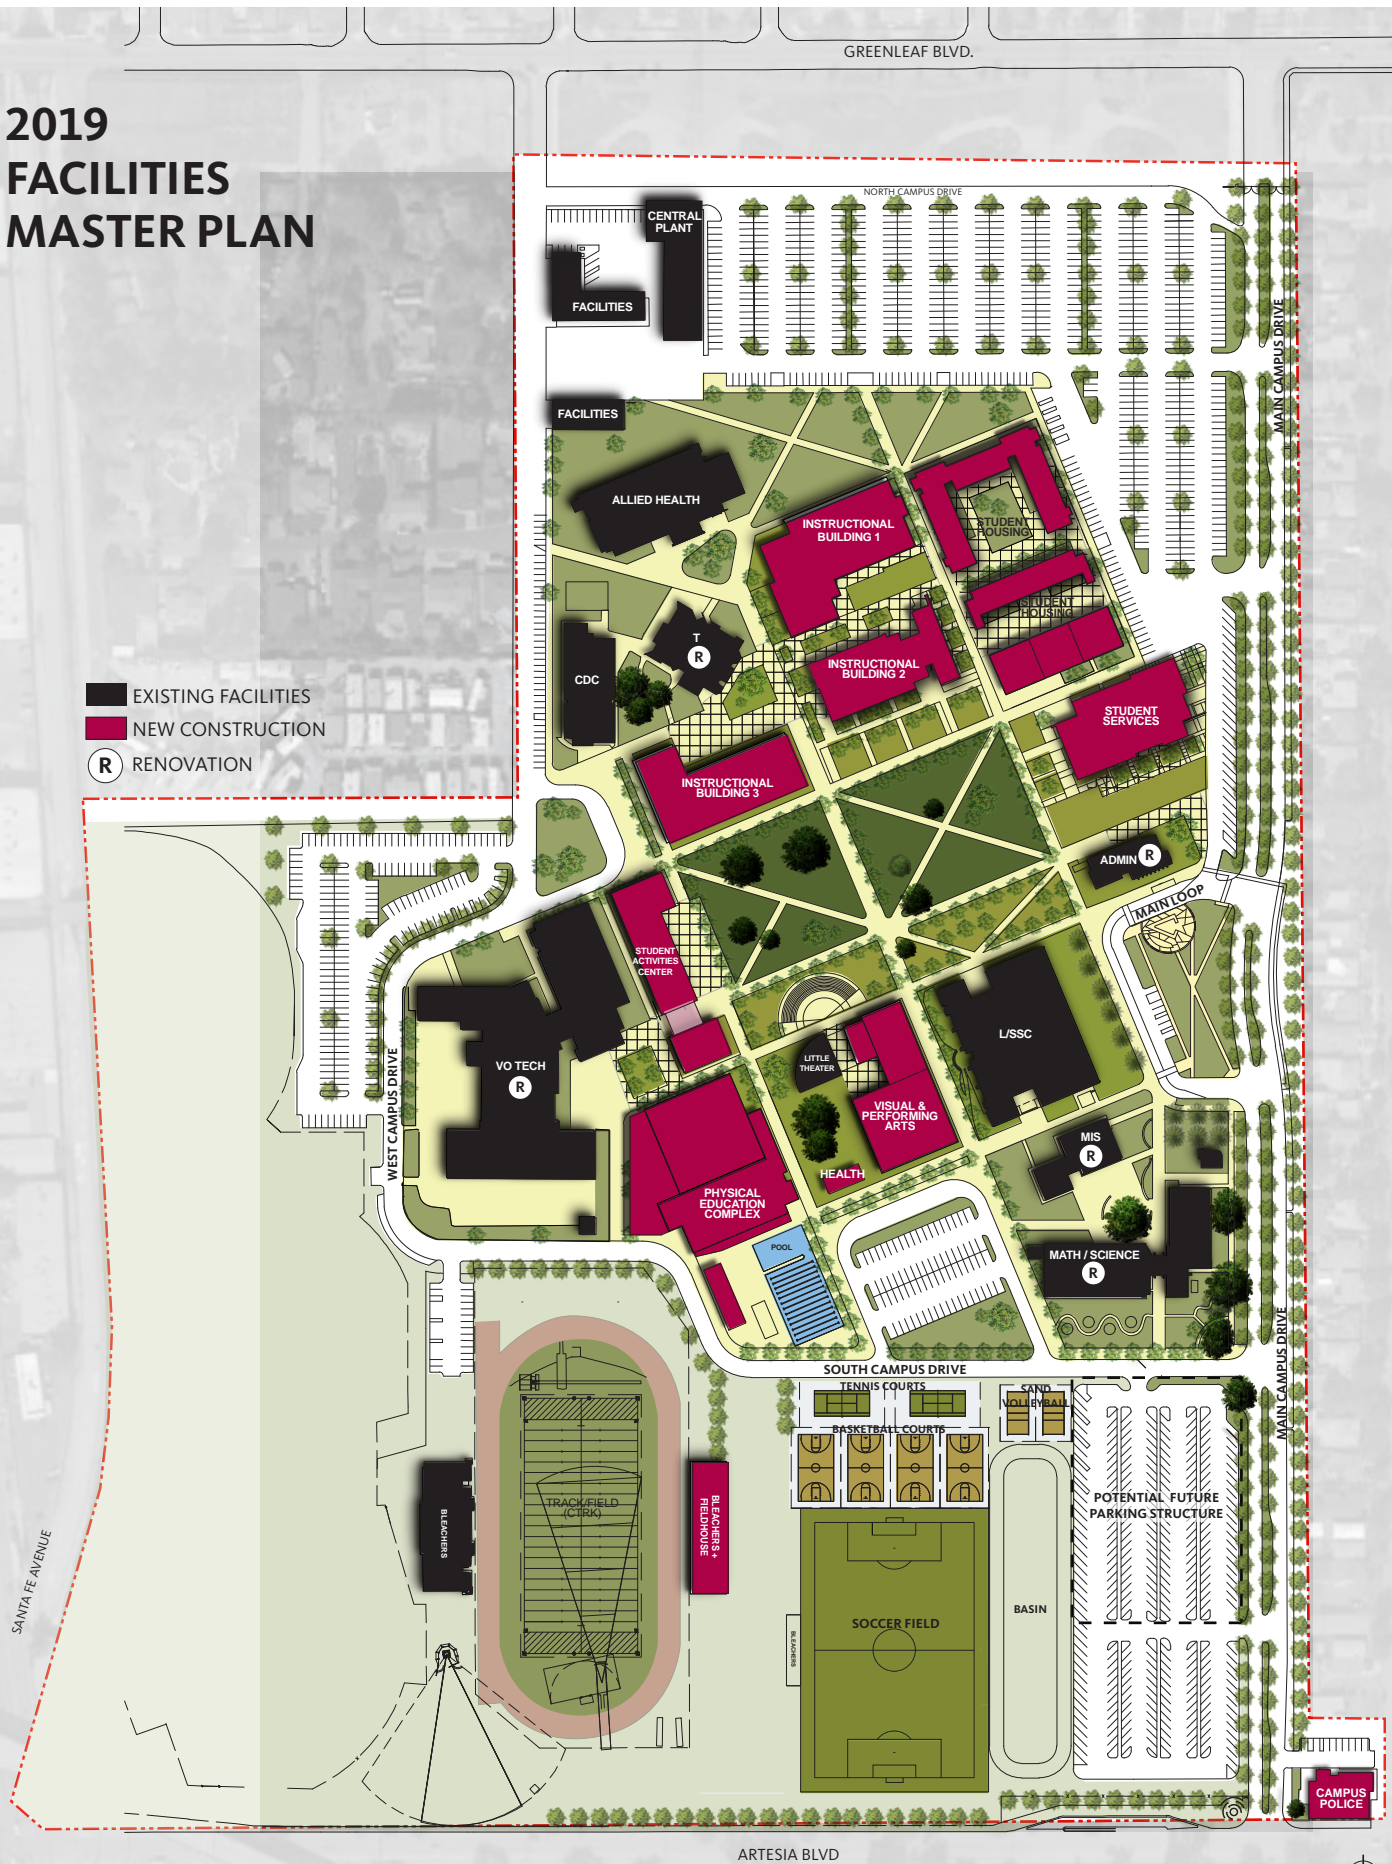 GREENLEAF BLVD.
2019
FACILITIES
MASTER PLAN
NORTH CAMPUS DRIVE
CENTRAL
PLANT
FACILITIES
MAIN CAMPUS DRIVE
FACILITIES
ALLIED HEALTH
INSTRUCTIONAL
BUILDING 1
STUDENT
HOUSING
STUDENT
HOUSING
T
R
CDC
INSTRUCTIONAL
BUILDING 2
EXISTING FACILITIES
NEW CONSTRUCTION
R RENOVATION
STUDENT
SERVICES
INSTRUCTIONAL
BUILDING 3
ADMIN R
MAIN LOOP
STUDENT
ACTIVITIES
CENTER
L/SSC
VO TECH
R
LITTLE
THEATER
WEST CAMPUS DRIVE
VISUAL &
PERFORMING
ARTS
MIS
R
HEALTH
PHYSICAL
EDUCATION
COMPLEX
POOL
MATH / SCIENCE
R
SOUTH CAMPUS DRIVE
MAIN CAMPUS DRIVE
TENNIS COURTS
SAND
VOLLEYBALL
BASKETBALL COURTS
BLEACHERS
TRACK/FIELD
(CTRK)
BLEACHERS +
FIELDHOUSE
POTENTIAL FUTURE
PARKING STRUCTURE
SANTA FE AVENUE
BASIN
SOCCER FIELD
BLEACHERS
CAMPUS
POLICE
ARTESIA BLVD